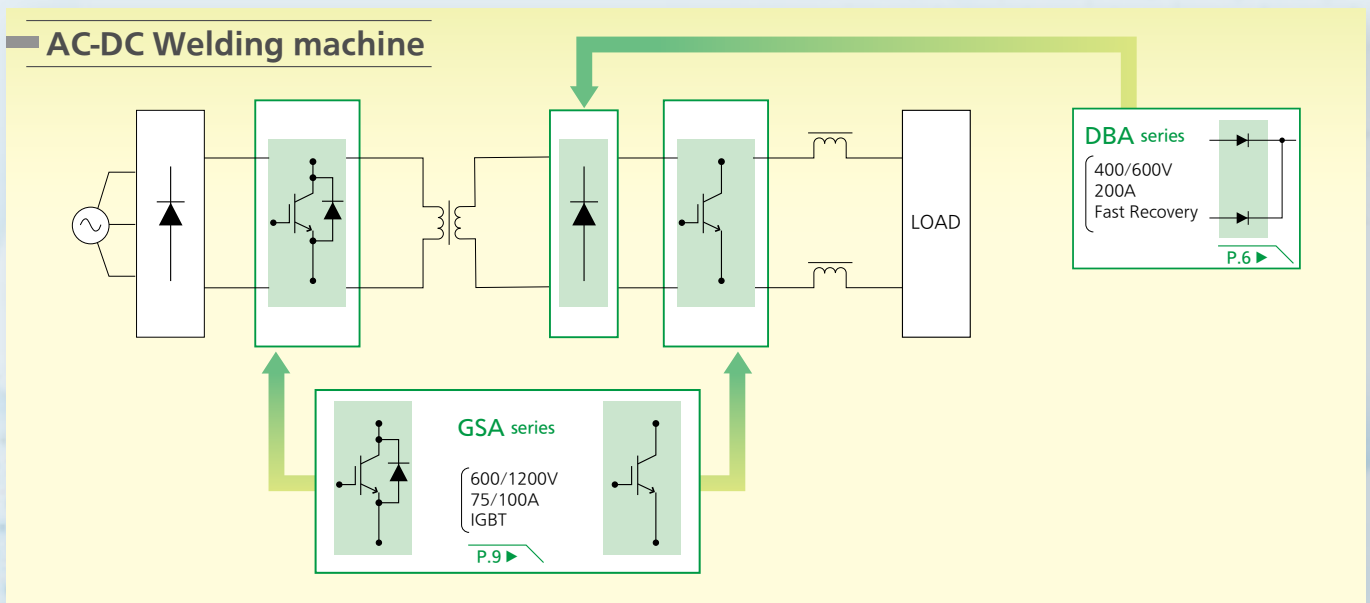 AC-DC Welding machine
LOAD
DBA series
400/600V
200A
Fast Recovery
P.6 ▶
GSA series
600/1200V
75/100A
IGBT
P.9 ▶